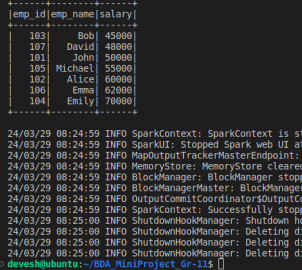 +------+--------+------+
|emp_id|emp_name|salary|
+------+--------+------+
|   103|     Bob| 45000|
|   107|   David| 48000|
|   101|    John| 50000|
|   105| Michael| 55000|
|   102|   Alice| 60000|
|   106|    Emma| 62000|
|   104|   Emily| 70000|
+------+--------+------+
24/03/29 08:24:59 INFO SparkContext: SparkContext is st
24/03/29 08:24:59 INFO SparkUI: Stopped Spark web UI at
24/03/29 08:24:59 INFO MapOutputTrackerMasterEndpoint:
24/03/29 08:24:59 INFO MemoryStore: MemoryStore cleared
24/03/29 08:24:59 INFO BlockManager: BlockManager stopp
24/03/29 08:24:59 INFO BlockManagerMaster: BlockManager
24/03/29 08:24:59 INFO OutputCommitCoordinator$OutputCo
24/03/29 08:24:59 INFO SparkContext: Successfully stopp
24/03/29 08:25:00 INFO ShutdownHookManager: Shutdown ho
24/03/29 08:25:00 INFO ShutdownHookManager: Deleting di
24/03/29 08:25:00 INFO ShutdownHookManager: Deleting di
24/03/29 08:25:00 INFO ShutdownHookManager: Deleting di
devesh@ubuntu:~/BDA_MiniProject_Gr-11$